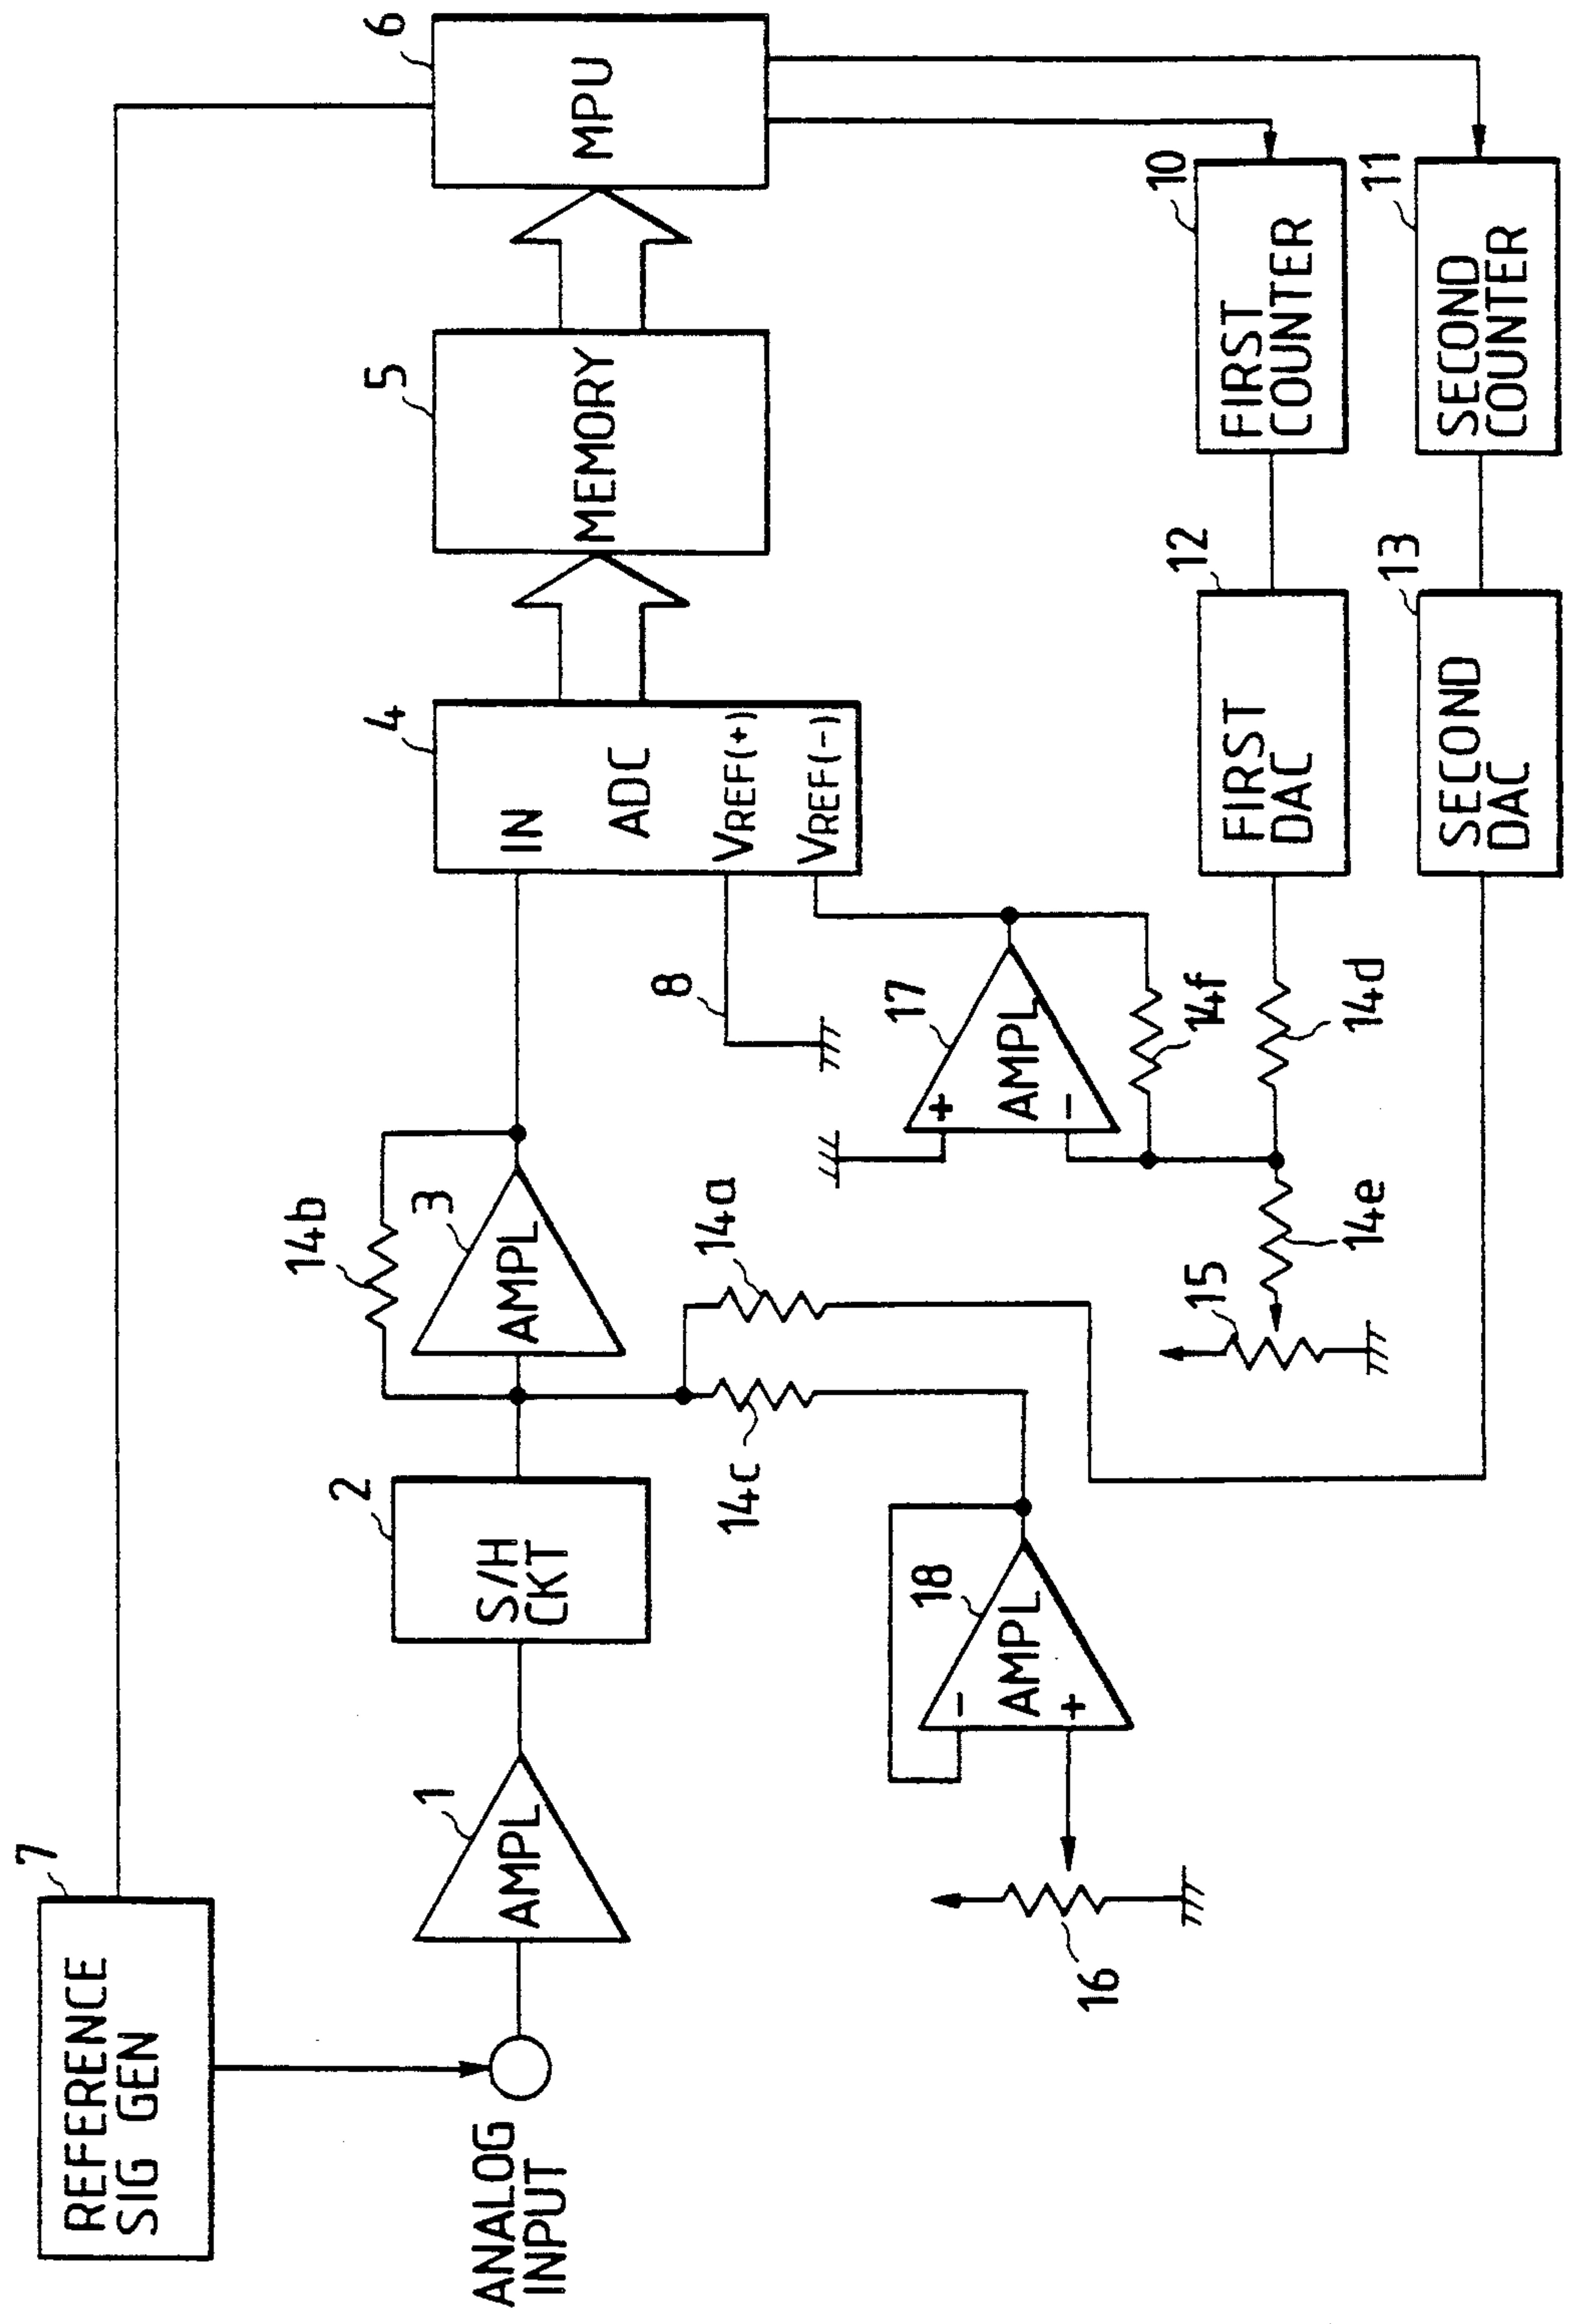 7
REFERENCE
SIG GEN
ANALOG
INPUT
1
AMPL
2
S/H
CKT
14b
3
AMPL
4
IN
ADC
VREF(+)
VREF(-)
5
MEMORY
6
MPU
14c
14a
8
18
-
AMPL
+
16
17
+
AMPL
-
14f
14d
15
14e
12
FIRST
DAC
10
FIRST
COUNTER
13
SECOND
DAC
11
SECOND
COUNTER